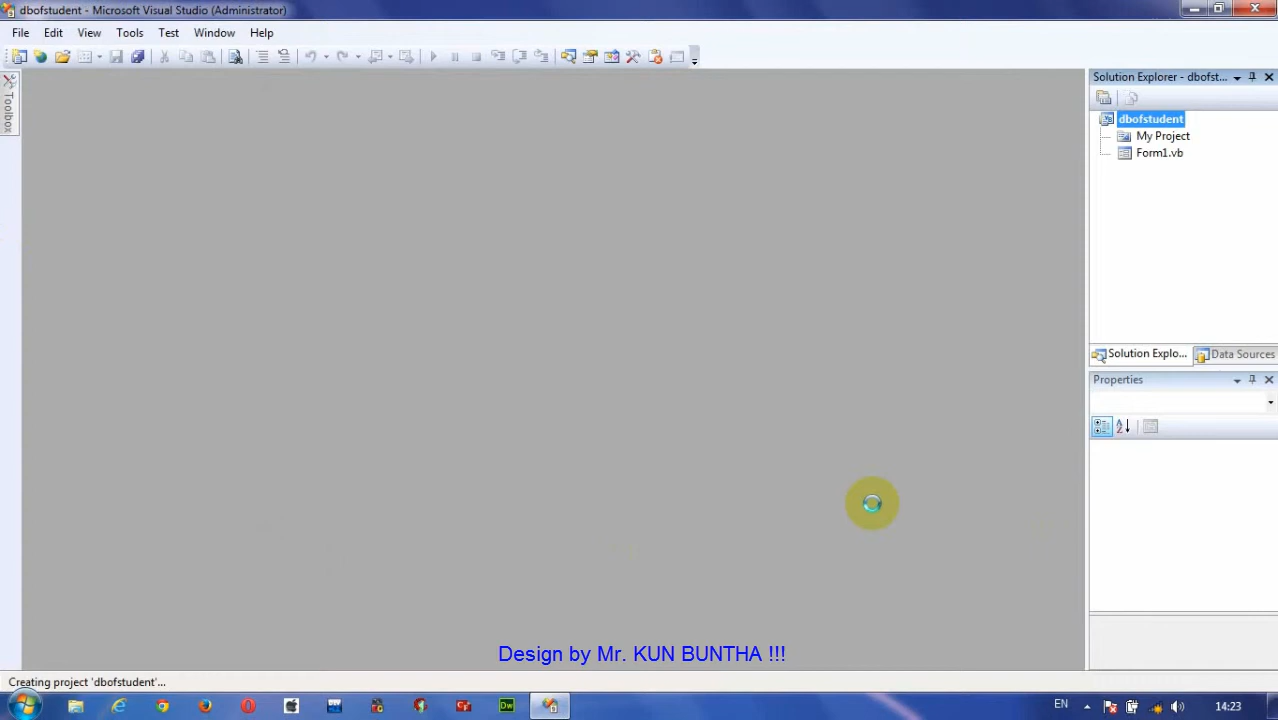 dbofstudent - Microsoft Visual Studio (Administrator)
File Edit View Tools Test Window Help
Toolbox
Solution Explorer - dbofst...
dbofstudent
My Project
Form1.vb
Solution Explo... Data Sources
Properties
Design by Mr. KUN BUNTHA !!!
Creating project 'dbofstudent'...
Dw
EN
14:23